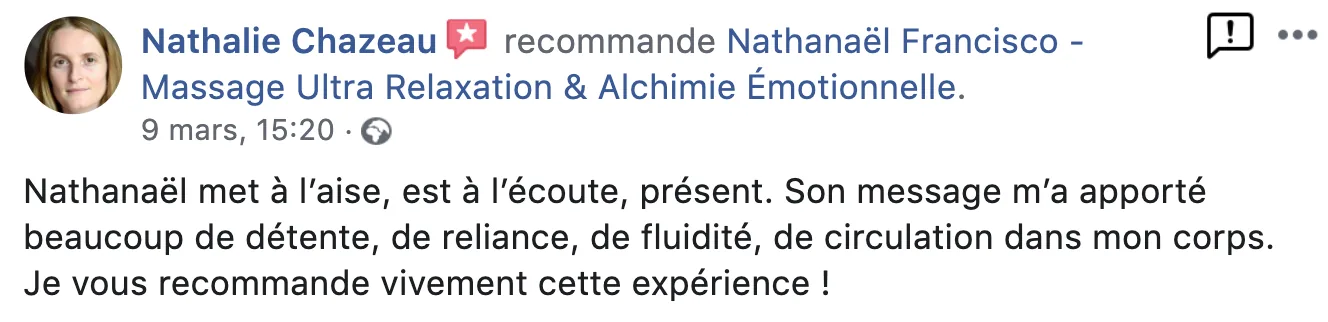 Nathalie Chazeau recommande Nathanaël Francisco -
Massage Ultra Relaxation & Alchimie Émotionnelle.
9 mars, 15:20 ·
Nathanaël met à l’aise, est à l’écoute, présent. Son message m’a apporté
beaucoup de détente, de reliance, de fluidité, de circulation dans mon corps.
Je vous recommande vivement cette expérience !